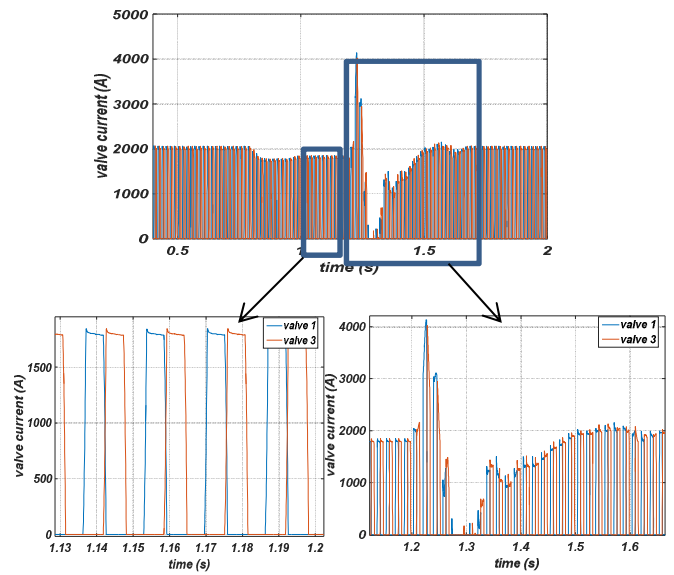 5000
4000
3000
2000
1000
0
valve current (A)
0.5
1
1.5
2
time (s)
valve 1
valve 3
1500
1000
500
0
valve current (A)
1.13 1.14 1.15 1.16 1.17 1.18 1.19 1.2
time (s)
valve 1
valve 3
4000
3000
2000
1000
0
valve current (A)
1.2 1.3 1.4 1.5 1.6
time (s)